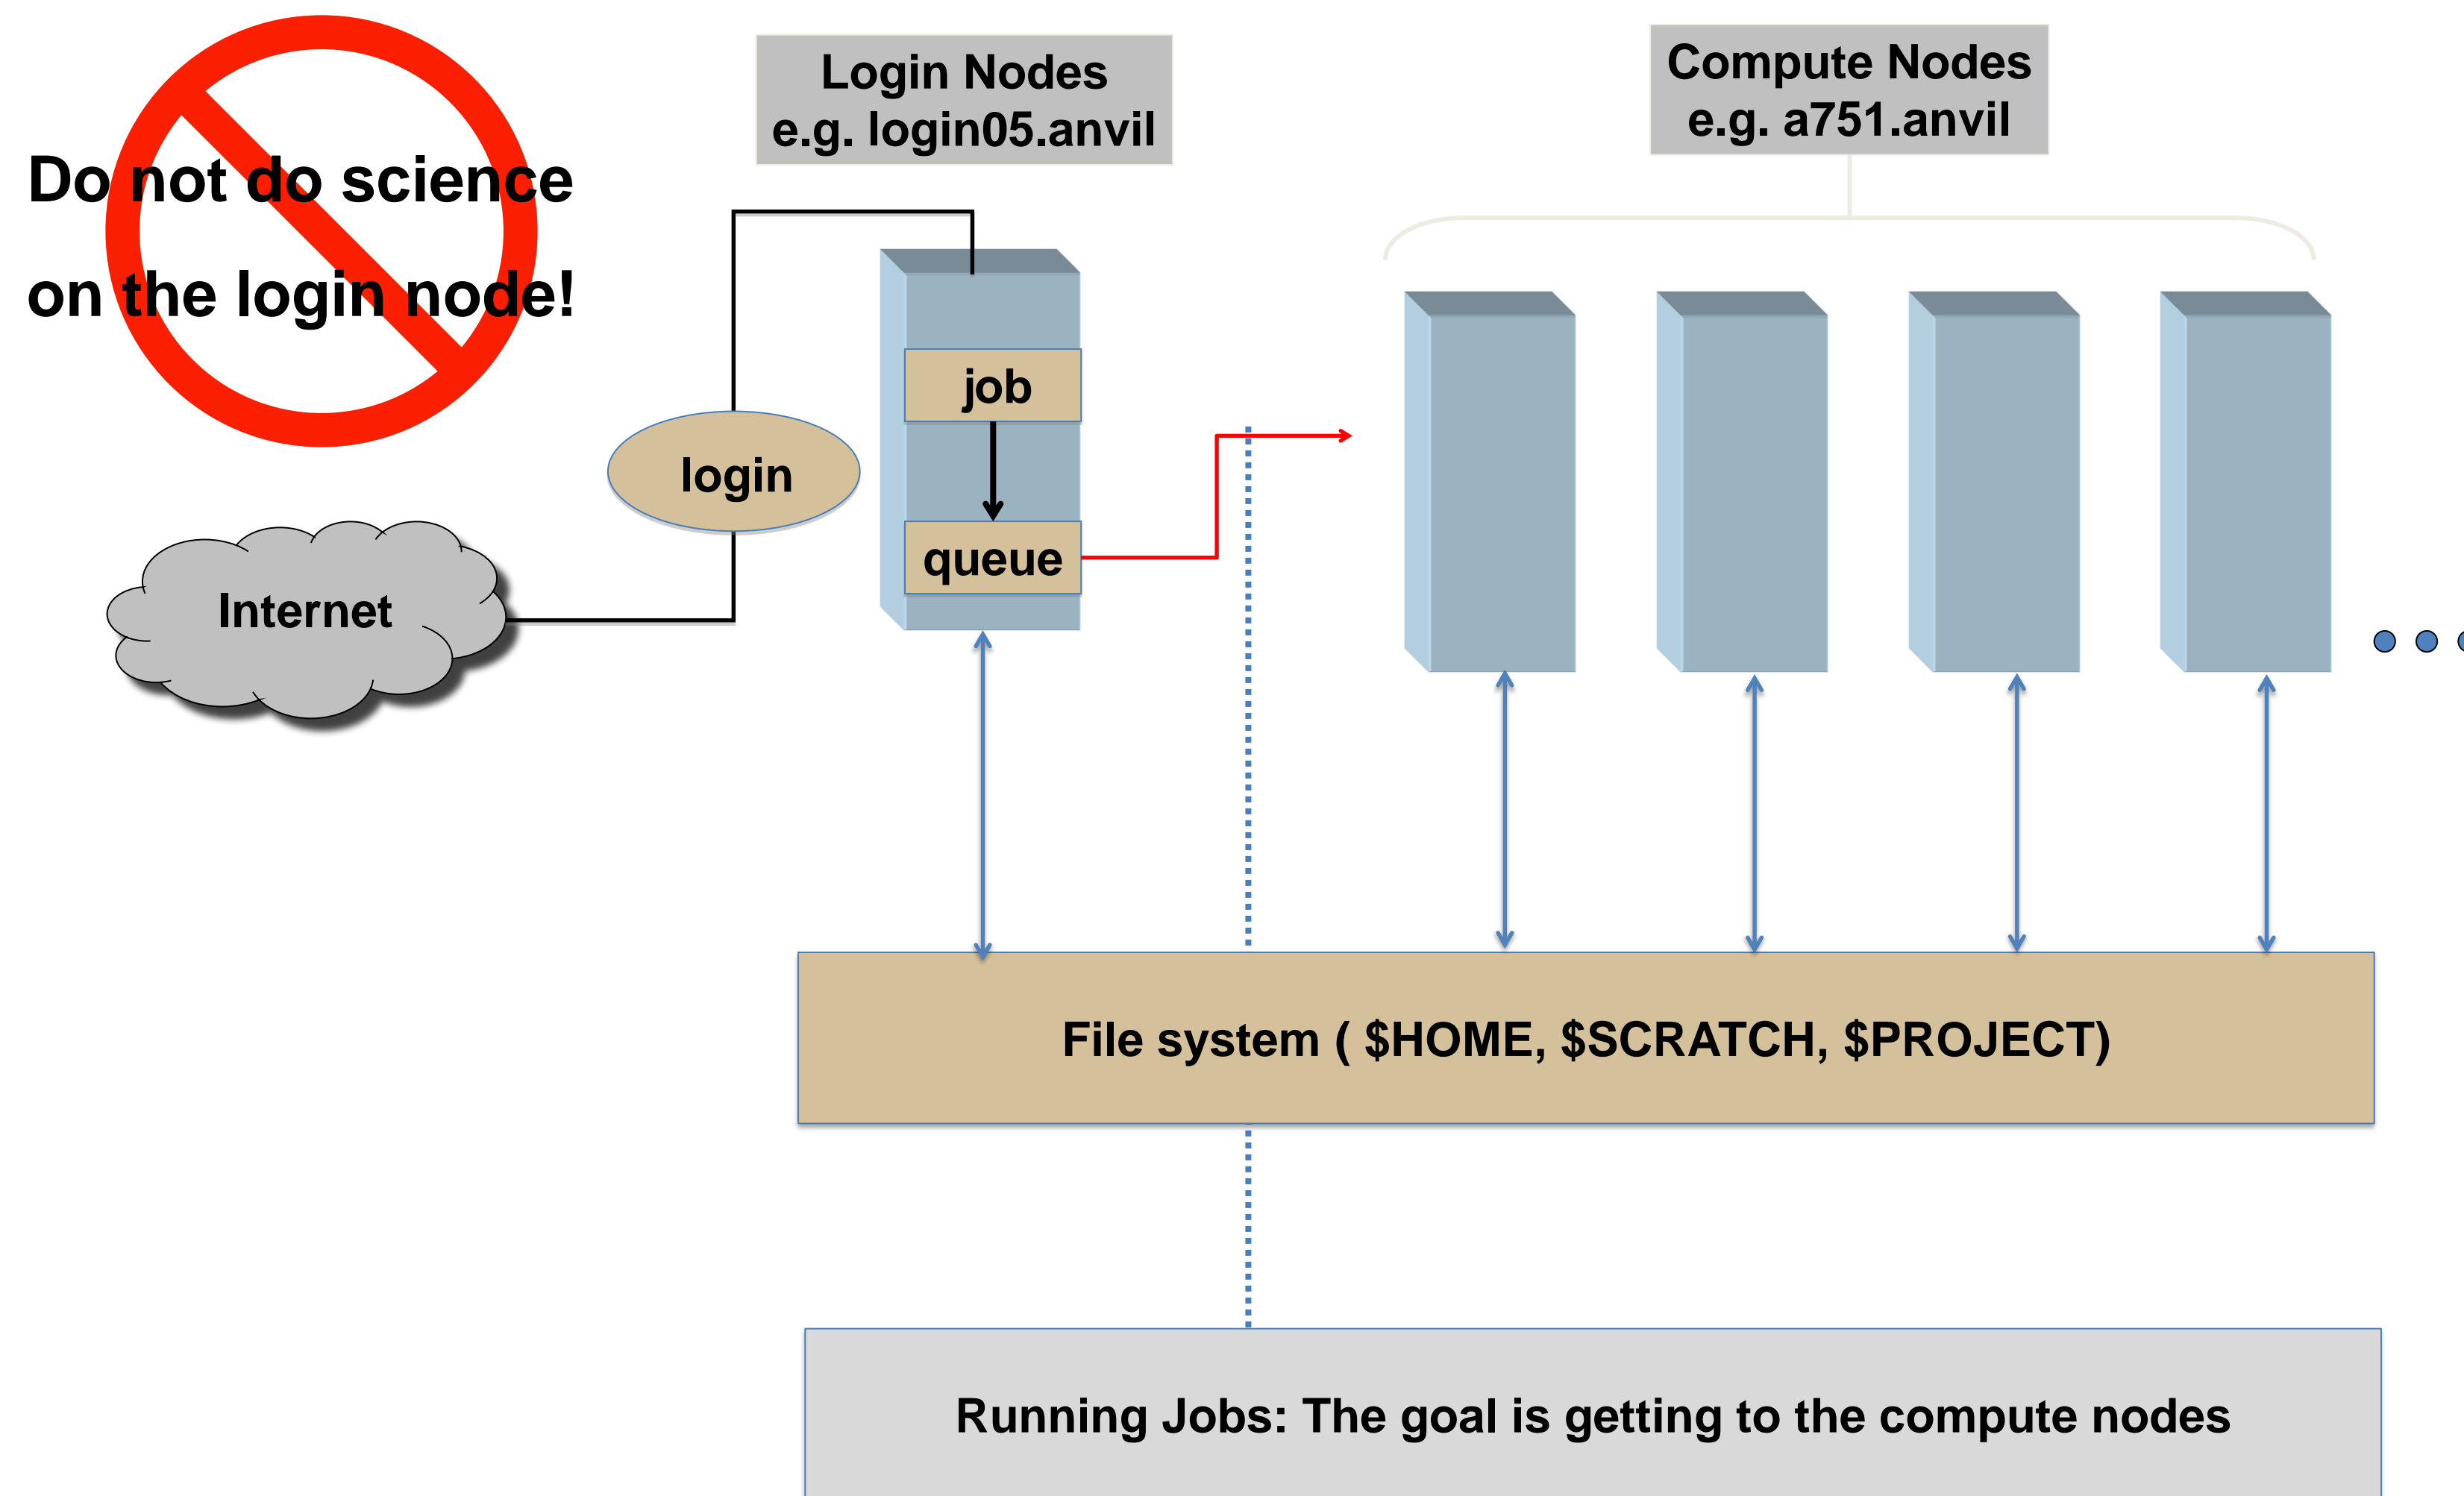 Do not do science
on the login node!
Login Nodes
e.g. login05.anvil
Compute Nodes
e.g. a751.anvil
job
login
queue
Internet
File system ( $HOME, $SCRATCH, $PROJECT)
Running Jobs: The goal is getting to the compute nodes